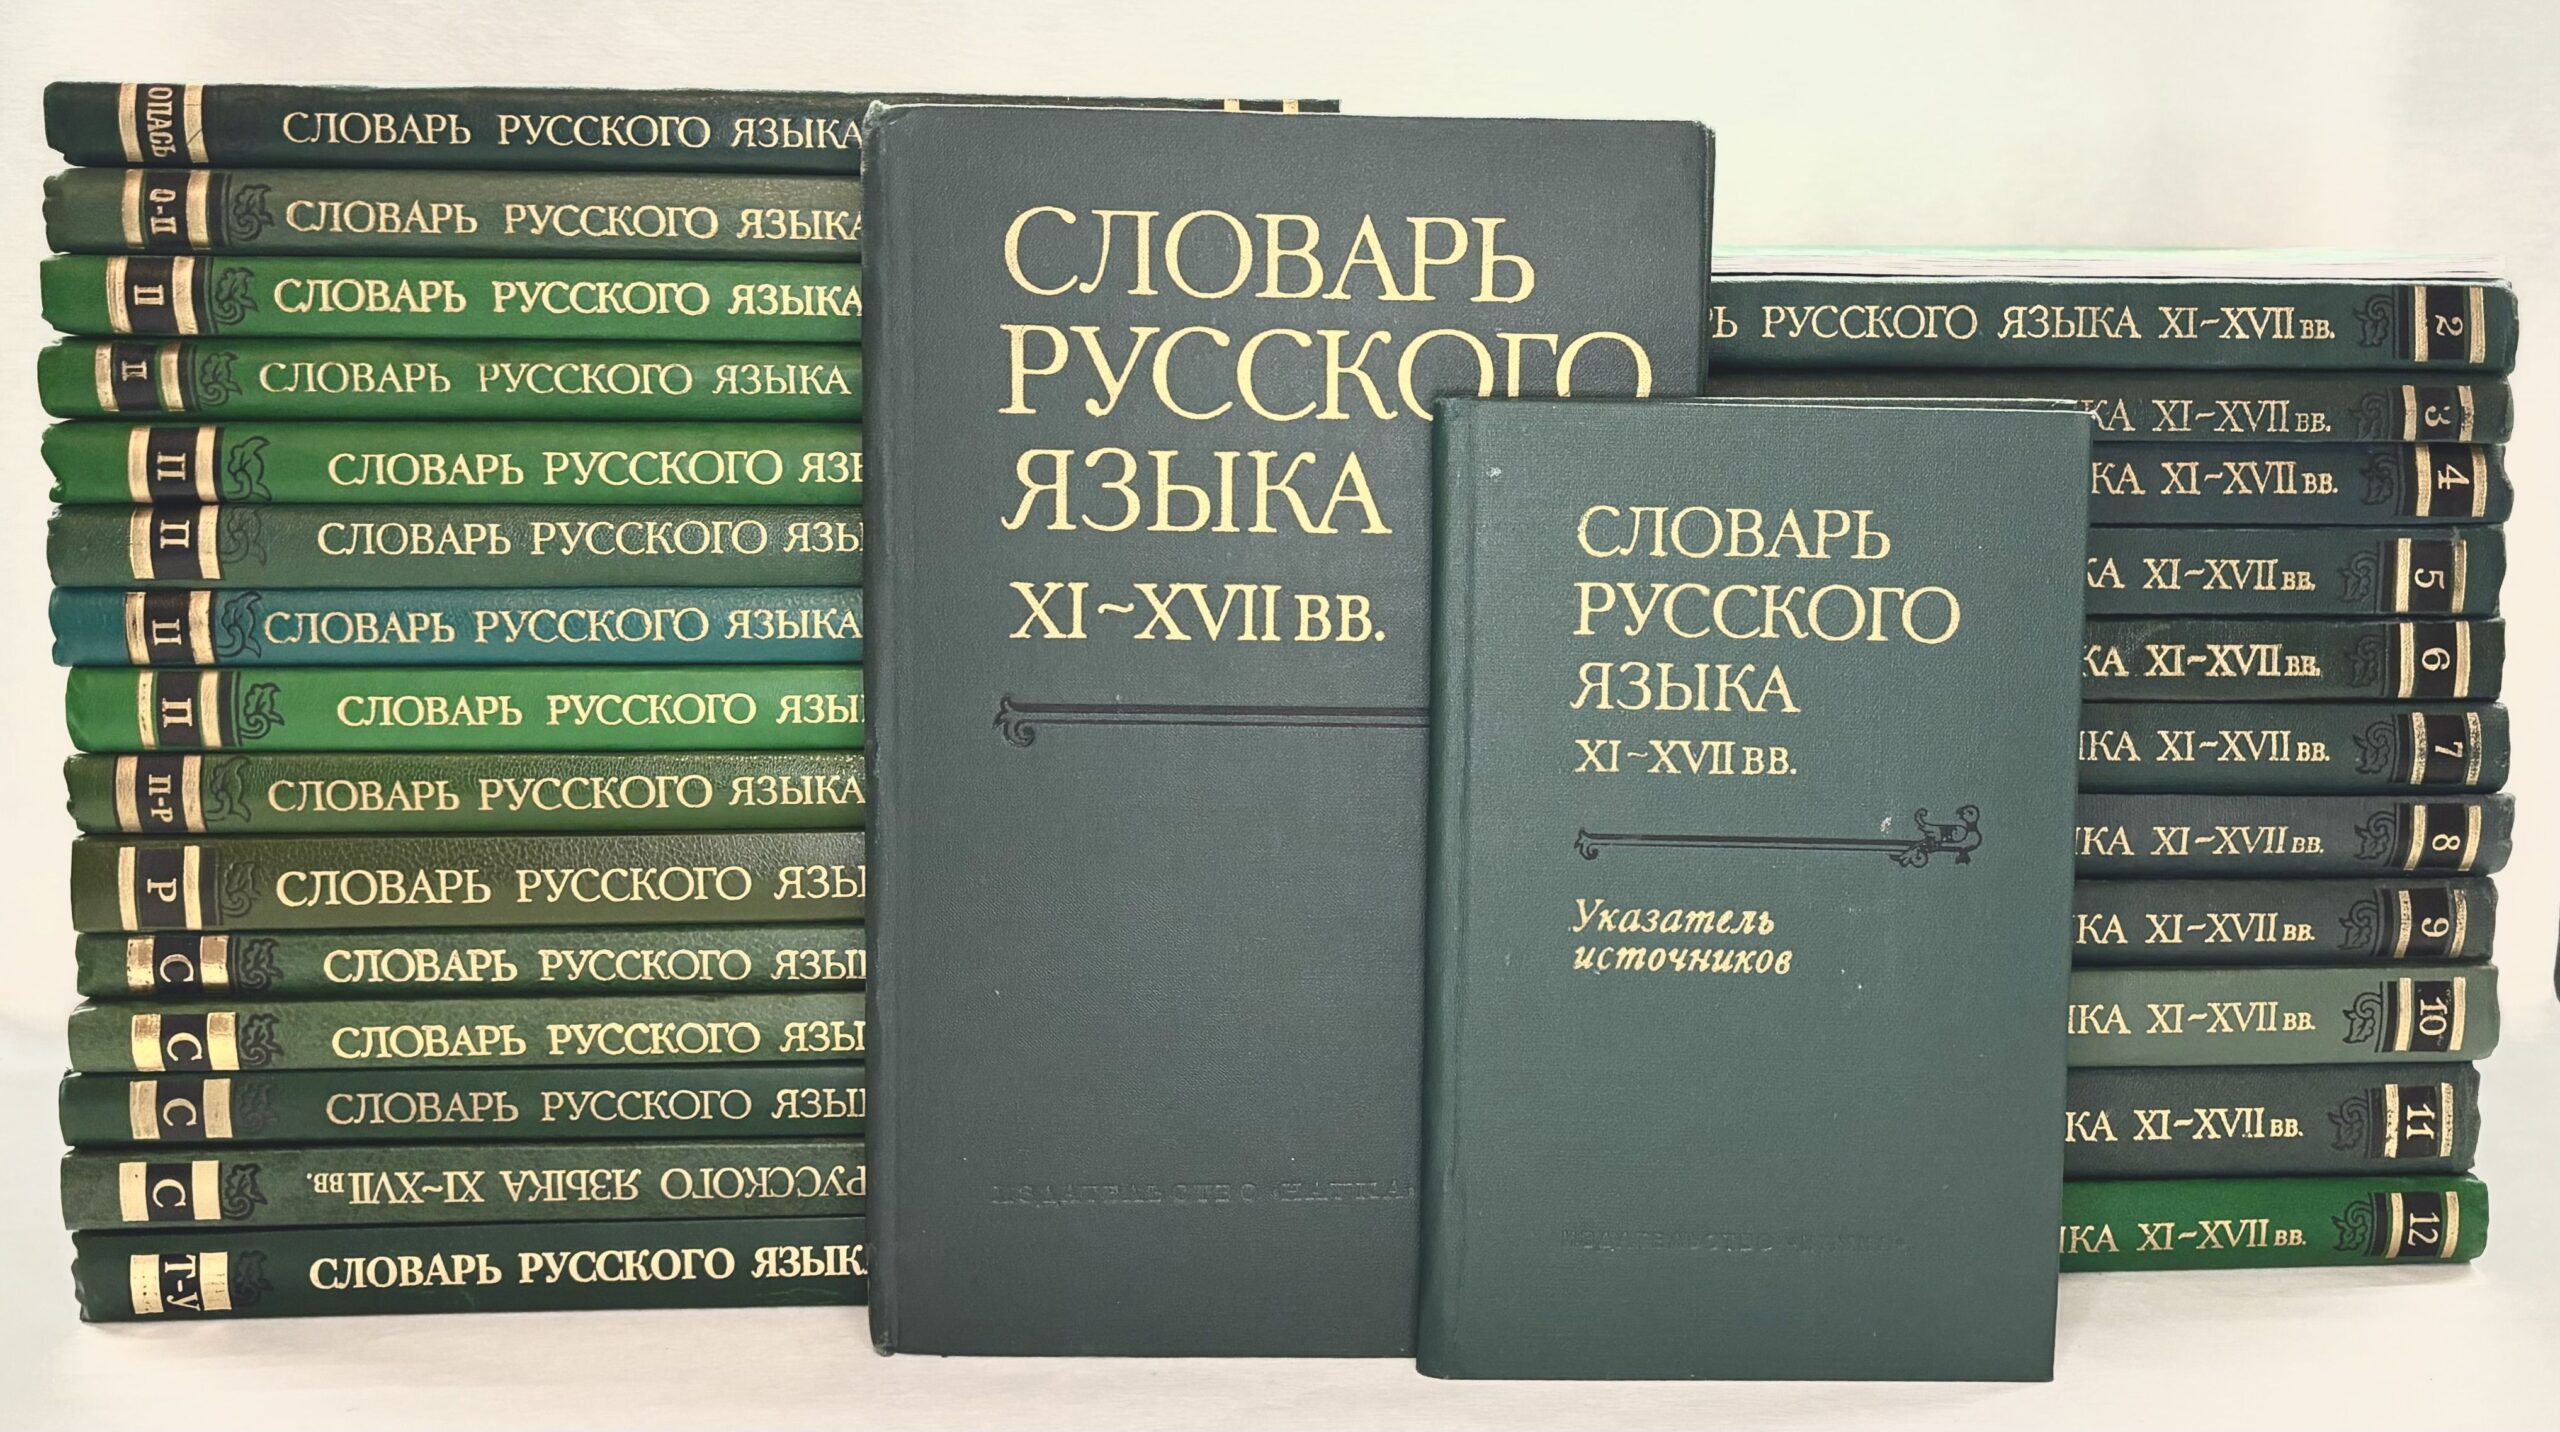 ОПАСЬ СЛОВАРЬ РУССКОГО ЯЗЫКА
О-П СЛОВАРЬ РУССКОГО ЯЗЫКА
П СЛОВАРЬ РУССКОГО ЯЗЫКА
П СЛОВАРЬ РУССКОГО ЯЗЫКА
П СЛОВАРЬ РУССКОГО ЯЗЫ
П СЛОВАРЬ РУССКОГО ЯЗЫ
П СЛОВАРЬ РУССКОГО ЯЗЫКА
П СЛОВАРЬ РУССКОГО ЯЗЫ
П-Р СЛОВАРЬ РУССКОГО ЯЗЫКА
Р СЛОВАРЬ РУССКОГО ЯЗЫ
С СЛОВАРЬ РУССКОГО ЯЗЫ
С СЛОВАРЬ РУССКОГО ЯЗЫ
С СЛОВАРЬ РУССКОГО ЯЗЫ
С РУССКОГО ЯЗЫКА XI~XVII ВВ.
Т-У СЛОВАРЬ РУССКОГО ЯЗЫК
СЛОВАРЬ
РУССКОГО
ЯЗЫКА
XI~XVII ВВ.
ИЗДАТЕЛЬСТВО «НАУКА»
СЛОВАРЬ
РУССКОГО
ЯЗЫКА
XI~XVII ВВ.
Указатель
источников
ИЗДАТЕЛЬСТВО «НАУКА»
Ь РУССКОГО ЯЗЫКА XI~XVII ВВ. 2
КА XI~XVII ВВ. 3
КА XI~XVII ВВ. 4
КА XI~XVII ВВ. 5
КА XI~XVII ВВ. 6
КА XI~XVII ВВ. 7
КА XI~XVII ВВ. 8
КА XI~XVII ВВ. 9
КА XI~XVII ВВ. 10
КА XI~XVII ВВ. 11
КА XI~XVII ВВ. 12